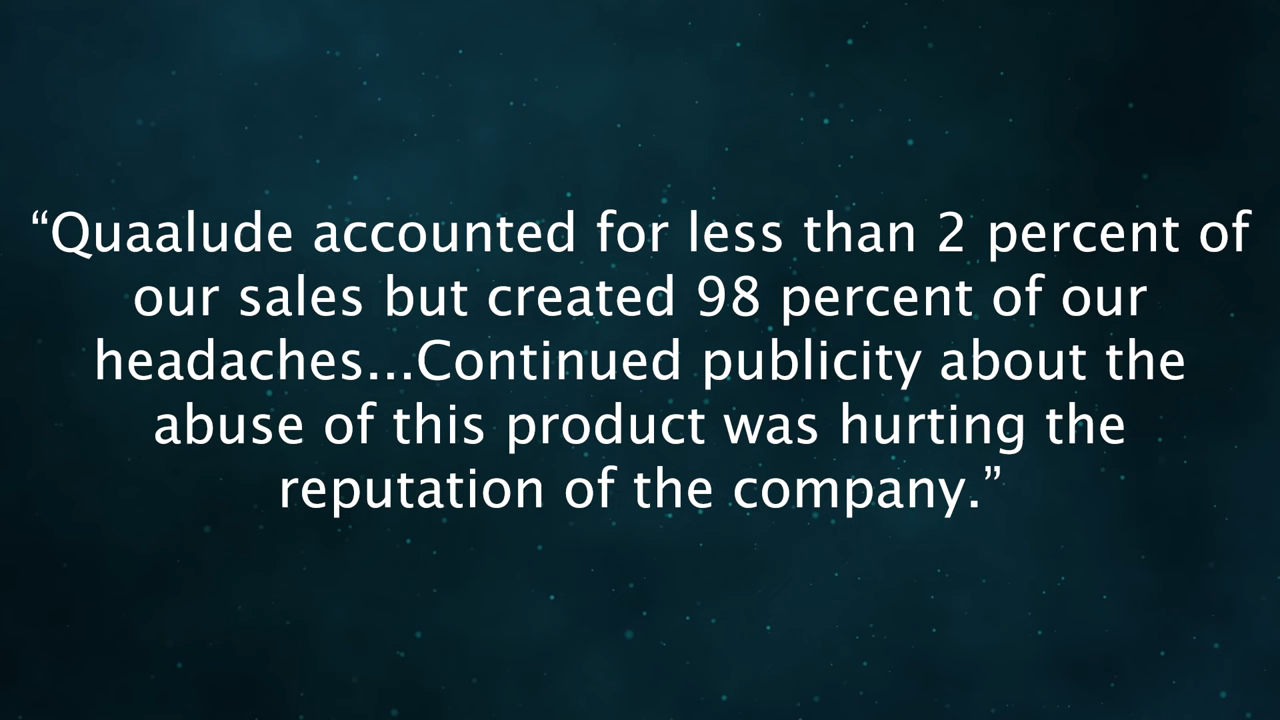 “Quaalude accounted for less than 2 percent of
our sales but created 98 percent of our
headaches...Continued publicity about the
abuse of this product was hurting the
reputation of the company.”